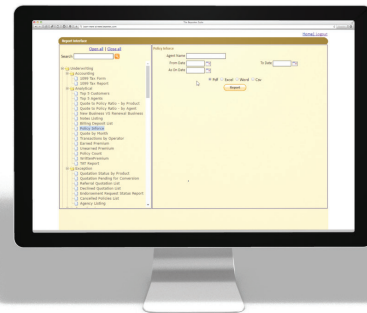 Home | Logout
Report Interface
Open all | Close all
Search
Underwriting
Accounting
1099 Tax Form
1099 Tax Report
Analytical
Top 5 Customers
Top 5 Agents
Quote to Policy Ratio - by Product
Quote to Policy Ratio - by Agent
New Business VS Renewal Business
Notes Listing
Billing Deposit List
Policy Inforce
Quote by Month
Transactions by Operator
Earned Premium
Unearned Premium
Policy Count
WrittenPremium
TAT Report
Exception
Quotation Status by Product
Quotation Pending for Conversion
Referral Quotation List
Declined Quotation List
Endorsement Request Status Report
Cancelled Policies List
Agency Listing
Policy Inforce
Agent Name
From Date
To Date
As On Date
Pdf Excel Word Csv
Report